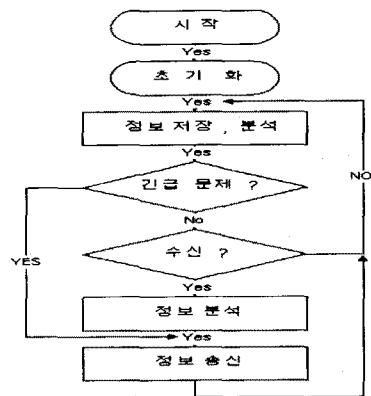 시 작
Yes
초 기 화
Yes
정보 저장 , 분석
Yes
긴급 문제 ?
NO
No
수신 ?
YES
Yes
정보 분석
Yes
정보 송신